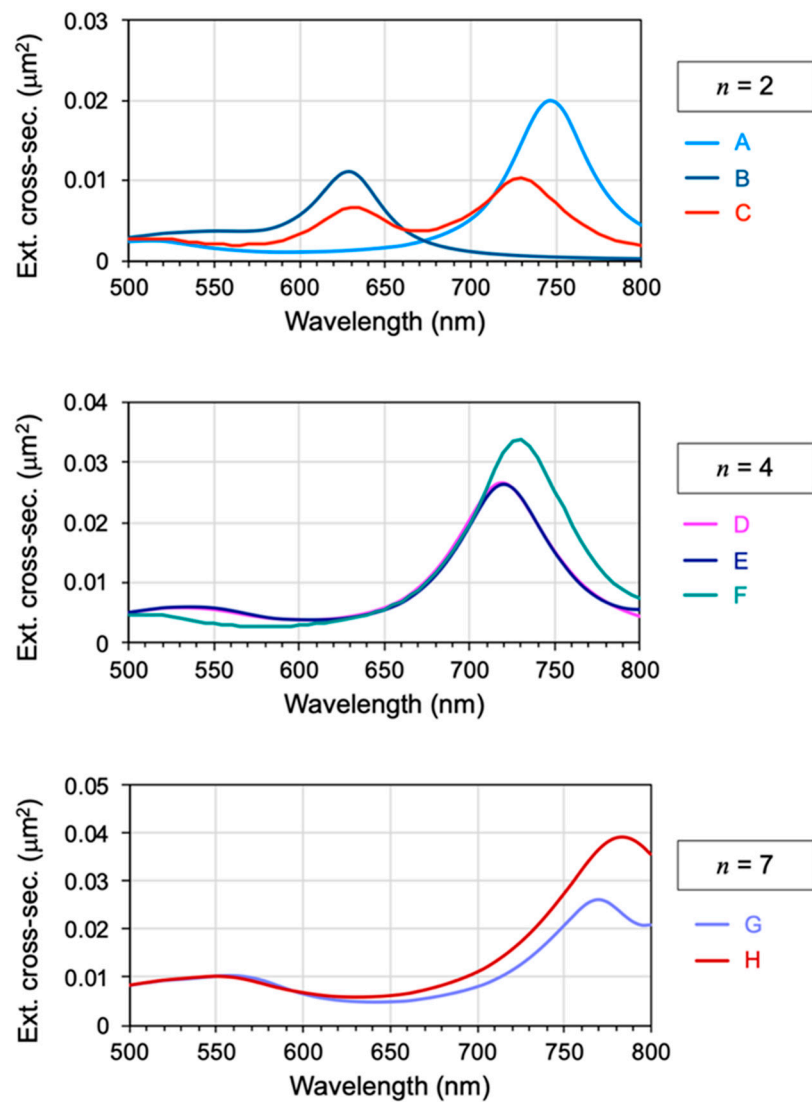 Ext. cross-sec. (μm²)
0.03
0.02
0.01
0
500 550 600 650 700 750 800
Wavelength (nm)
n = 2
A
B
C
Ext. cross-sec. (μm²)
0.04
0.03
0.02
0.01
0
500 550 600 650 700 750 800
Wavelength (nm)
n = 4
D
E
F
Ext. cross-sec. (μm²)
0.05
0.04
0.03
0.02
0.01
0
500 550 600 650 700 750 800
Wavelength (nm)
n = 7
G
H